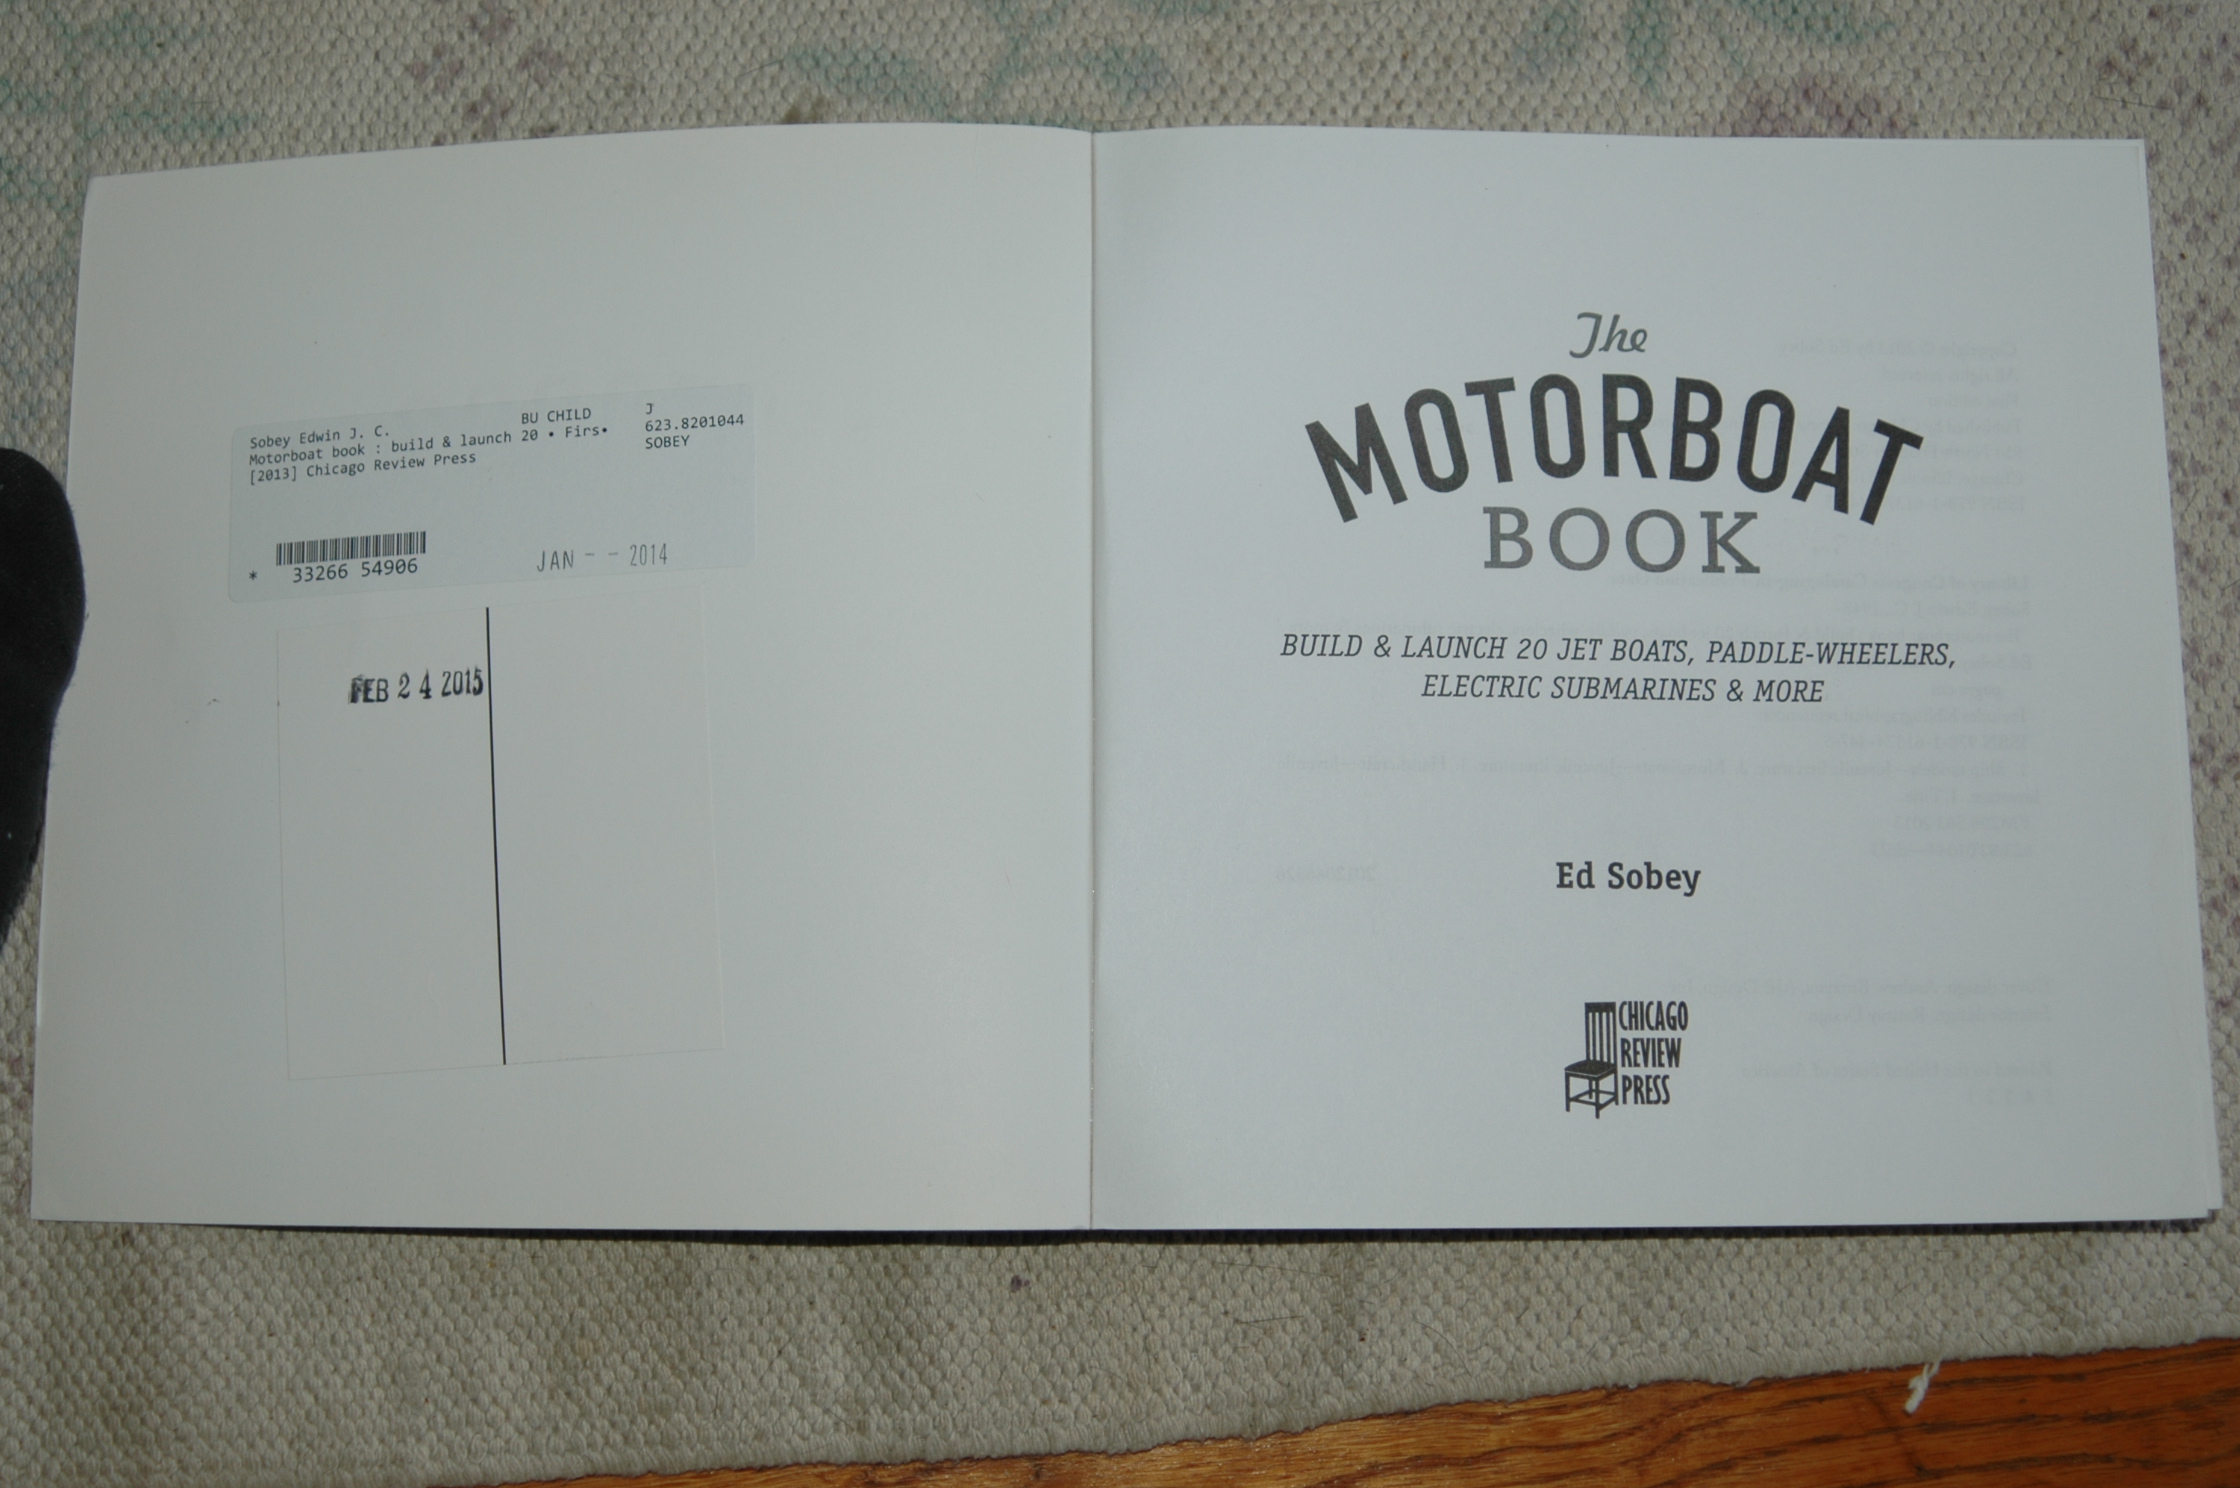 Sobey Edwin J. C.
BU CHILD
J
Motorboat book : build & launch 20 • Firs•
623.8201044
[2013] Chicago Review Press
SOBEY
* 33266 54906
JAN - - 2014
FEB 24 2015
The
MOTORBOAT
BOOK
BUILD & LAUNCH 20 JET BOATS, PADDLE-WHEELERS,
ELECTRIC SUBMARINES & MORE
Ed Sobey
CHICAGO
REVIEW
PRESS